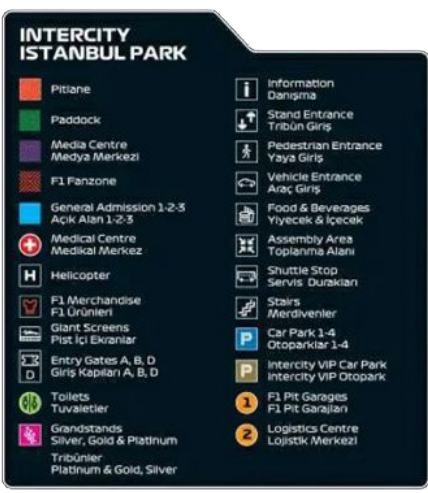 INTERCITY
ISTANBUL PARK
Pitlane
Paddock
Media Centre
Medya Merkezi
F1 Fanzone
General Admission 1-2-3
Açık Alan 1-2-3
Medical Centre
Medikal Merkez
H
Helicopter
F1 Merchandise
F1 Ürünleri
Giant Screens
Pist İçi Ekranlar
D
Entry Gates A, B, D
Giriş Kapıları A, B, D
Toilets
Tuvaletler
Grandstands
Silver, Gold & Platinum
Tribünler
Platinum & Gold, Silver
i
Information
Danışma
Stand Entrance
Tribün Giriş
Pedestrian Entrance
Yaya Giriş
Vehicle Entrance
Araç Giriş
Food & Beverages
Yiyecek & İçecek
Assembly Area
Toplanma Alanı
Shuttle Stop
Servis Durakları
Stairs
Merdivenler
P
Car Park 1-4
Otoparklar 1-4
P
Intercity VIP Car Park
Intercity VIP Otopark
1
F1 Pit Garages
F1 Pit Garajları
2
Logistics Centre
Lojistik Merkezi